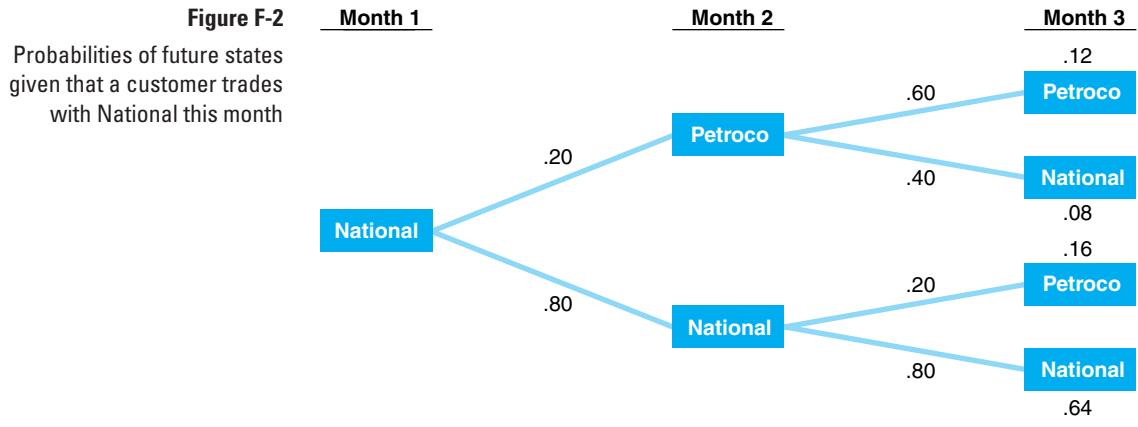 Figure F-2
Probabilities of future states
given that a customer trades
with National this month
Month 1
Month 2
Month 3
.12
Petroco
.60
Petroco
.20
.40
National
.08
National
.16
.20
Petroco
.80
National
.80
National
.64